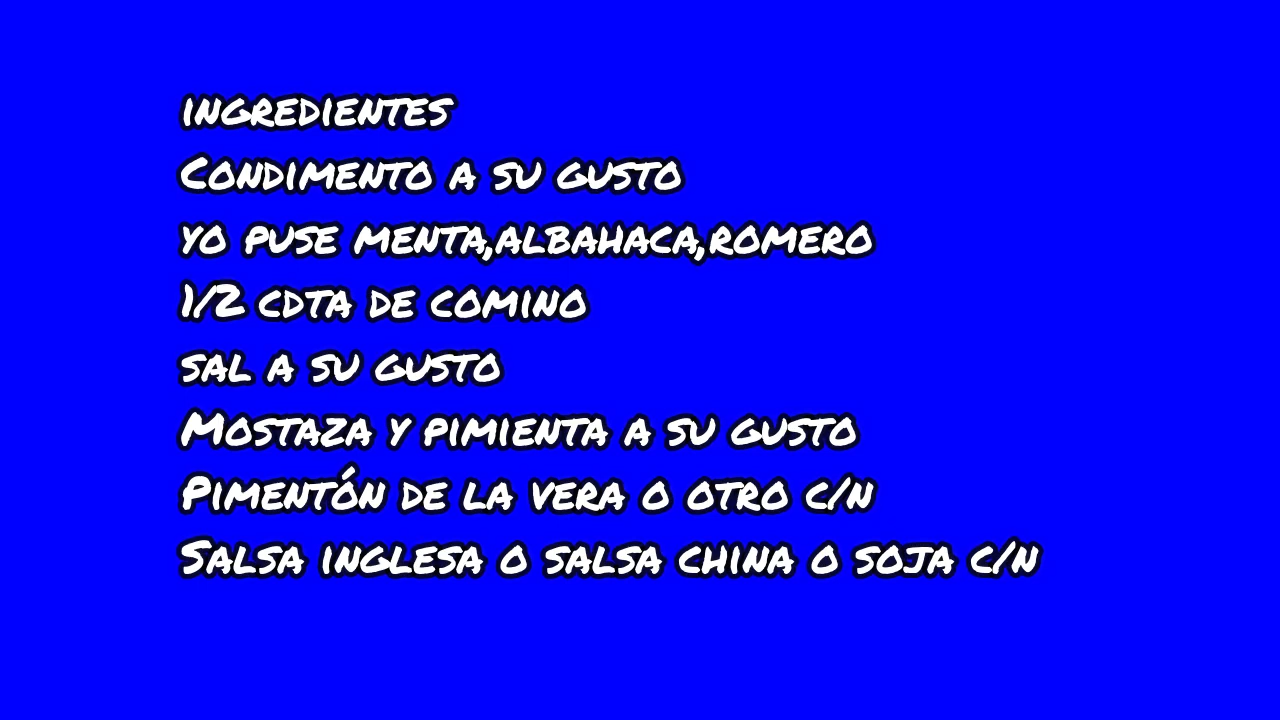 ingredientes
Condimento a su gusto
yo puse menta,albahaca,romero
1/2 cdta de comino
sal a su gusto
Mostaza y pimienta a su gusto
Pimentón de la vera o otro c/n
Salsa inglesa o salsa china o soja c/n